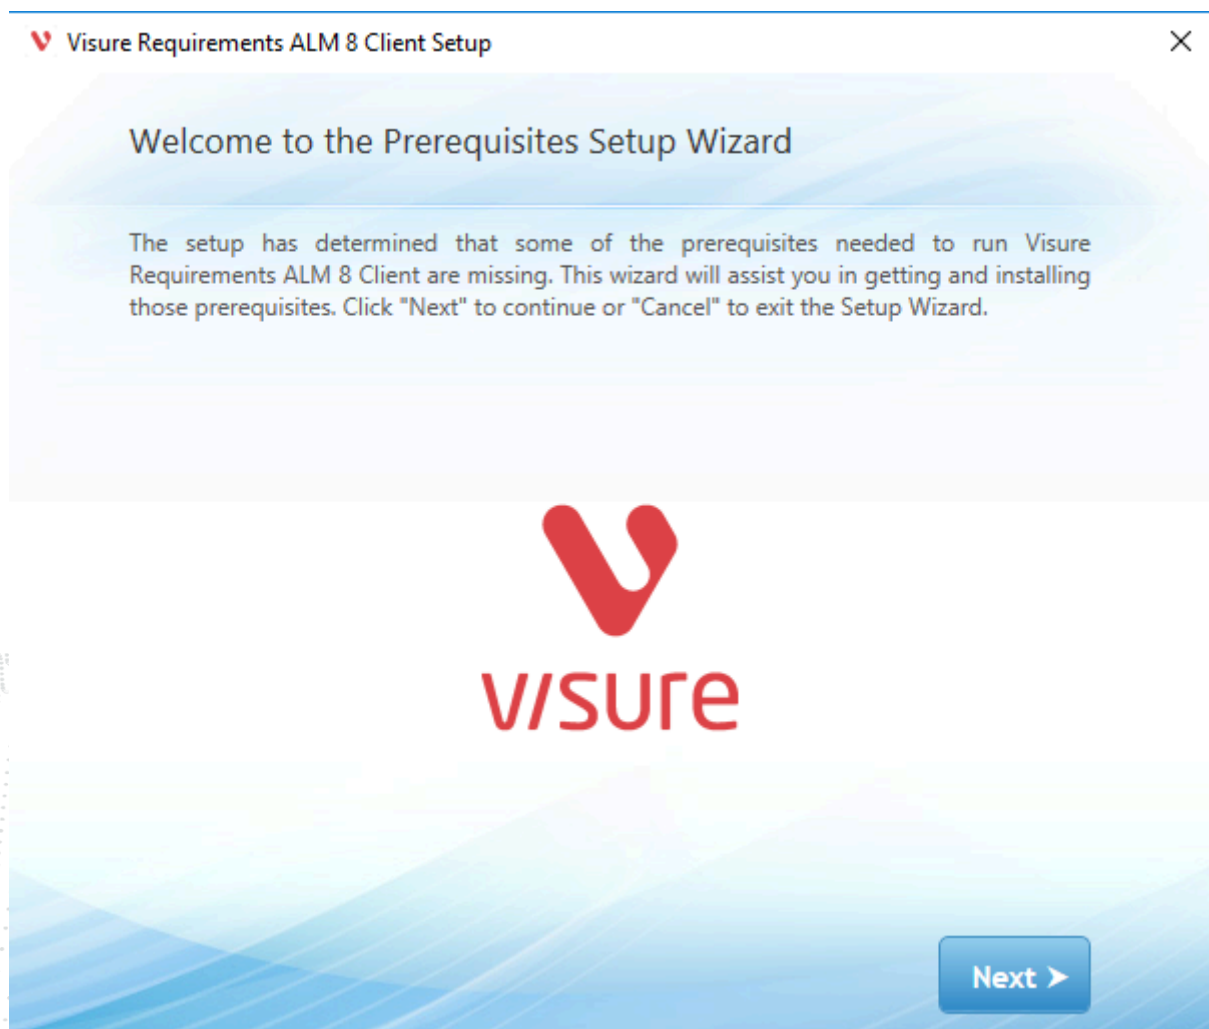 Visure Requirements ALM 8 Client Setup
Welcome to the Prerequisites Setup Wizard
The setup has determined that some of the prerequisites needed to run Visure
Requirements ALM 8 Client are missing. This wizard will assist you in getting and installing
those prerequisites. Click "Next" to continue or "Cancel" to exit the Setup Wizard.
visure
Next